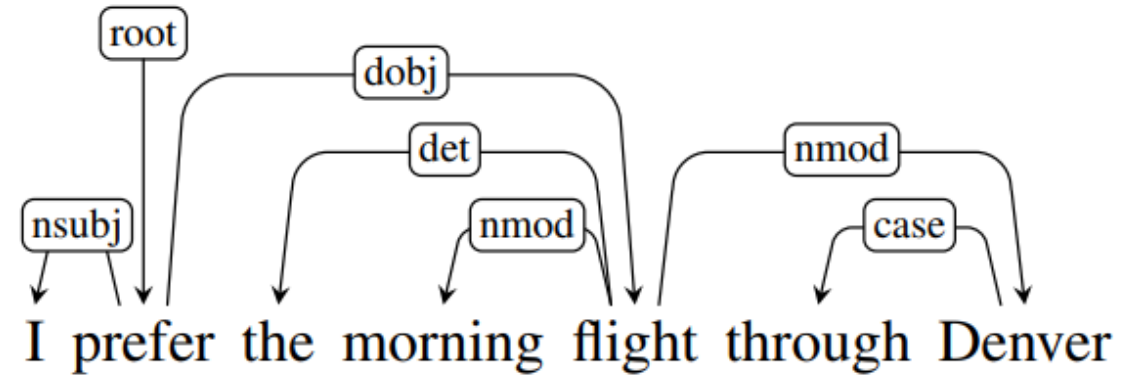 root
dobj
det
nmod
nsubj
nmod
case
I prefer the morning flight through Denver